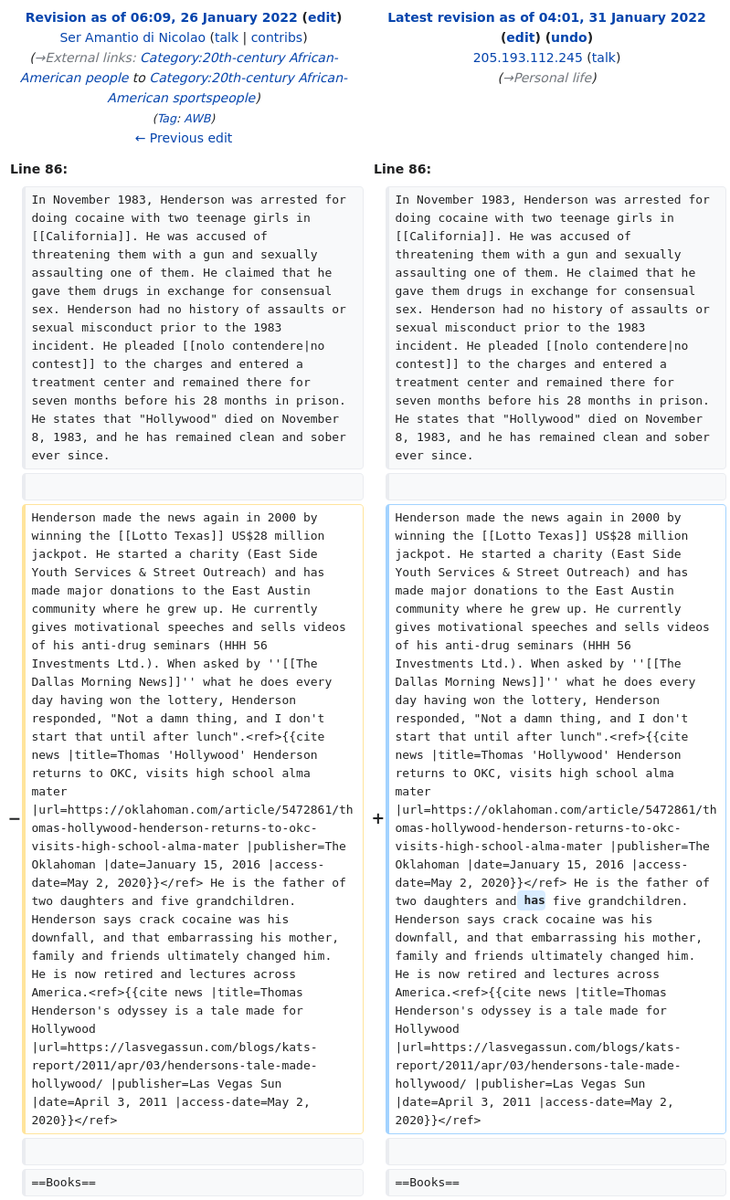 Revision as of 06:09, 26 January 2022 (edit)
Ser Amantio di Nicolao (talk | contribs)
(→External links: Category:20th-century African-
American people to Category:20th-century African-
American sportspeople)
(Tag: AWB)
← Previous edit
Latest revision as of 04:01, 31 January 2022
(edit) (undo)
205.193.112.245 (talk)
(→Personal life)
Line 86:
In November 1983, Henderson was arrested for
doing cocaine with two teenage girls in
[[California]]. He was accused of
threatening them with a gun and sexually
assaulting one of them. He claimed that he
gave them drugs in exchange for consensual
sex. Henderson had no history of assaults or
sexual misconduct prior to the 1983
incident. He pleaded [[nolo contendere|no
contest]] to the charges and entered a
treatment center and remained there for
seven months before his 28 months in prison.
He states that "Hollywood" died on November
8, 1983, and he has remained clean and sober
ever since.
−
Henderson made the news again in 2000 by
winning the [[Lotto Texas]] US$28 million
jackpot. He started a charity (East Side
Youth Services & Street Outreach) and has
made major donations to the East Austin
community where he grew up. He currently
gives motivational speeches and sells videos
of his anti-drug seminars (HHH 56
Investments Ltd.). When asked by ''[[The
Dallas Morning News]]'' what he does every
day having won the lottery, Henderson
responded, "Not a damn thing, and I don't
start that until after lunch".<ref>{{cite
news |title=Thomas 'Hollywood' Henderson
returns to OKC, visits high school alma
mater
|url=https://oklahoman.com/article/5472861/th
omas-hollywood-henderson-returns-to-okc-
visits-high-school-alma-mater |publisher=The
Oklahoman |date=January 15, 2016 |access-
date=May 2, 2020}}</ref> He is the father of
two daughters and five grandchildren.
Henderson says crack cocaine was his
downfall, and that embarrassing his mother,
family and friends ultimately changed him.
He is now retired and lectures across
America.<ref>{{cite news |title=Thomas
Henderson's odyssey is a tale made for
Hollywood
|url=https://lasvegassun.com/blogs/kats-
report/2011/apr/03/hendersons-tale-made-
hollywood/ |publisher=Las Vegas Sun
|date=April 3, 2011 |access-date=May 2,
2020}}</ref>
==Books==
Line 86:
In November 1983, Henderson was arrested for
doing cocaine with two teenage girls in
[[California]]. He was accused of
threatening them with a gun and sexually
assaulting one of them. He claimed that he
gave them drugs in exchange for consensual
sex. Henderson had no history of assaults or
sexual misconduct prior to the 1983
incident. He pleaded [[nolo contendere|no
contest]] to the charges and entered a
treatment center and remained there for
seven months before his 28 months in prison.
He states that "Hollywood" died on November
8, 1983, and he has remained clean and sober
ever since.
+
Henderson made the news again in 2000 by
winning the [[Lotto Texas]] US$28 million
jackpot. He started a charity (East Side
Youth Services & Street Outreach) and has
made major donations to the East Austin
community where he grew up. He currently
gives motivational speeches and sells videos
of his anti-drug seminars (HHH 56
Investments Ltd.). When asked by ''[[The
Dallas Morning News]]'' what he does every
day having won the lottery, Henderson
responded, "Not a damn thing, and I don't
start that until after lunch".<ref>{{cite
news |title=Thomas 'Hollywood' Henderson
returns to OKC, visits high school alma
mater
|url=https://oklahoman.com/article/5472861/th
omas-hollywood-henderson-returns-to-okc-
visits-high-school-alma-mater |publisher=The
Oklahoman |date=January 15, 2016 |access-
date=May 2, 2020}}</ref> He is the father of
two daughters and has five grandchildren.
Henderson says crack cocaine was his
downfall, and that embarrassing his mother,
family and friends ultimately changed him.
He is now retired and lectures across
America.<ref>{{cite news |title=Thomas
Henderson's odyssey is a tale made for
Hollywood
|url=https://lasvegassun.com/blogs/kats-
report/2011/apr/03/hendersons-tale-made-
hollywood/ |publisher=Las Vegas Sun
|date=April 3, 2011 |access-date=May 2,
2020}}</ref>
==Books==